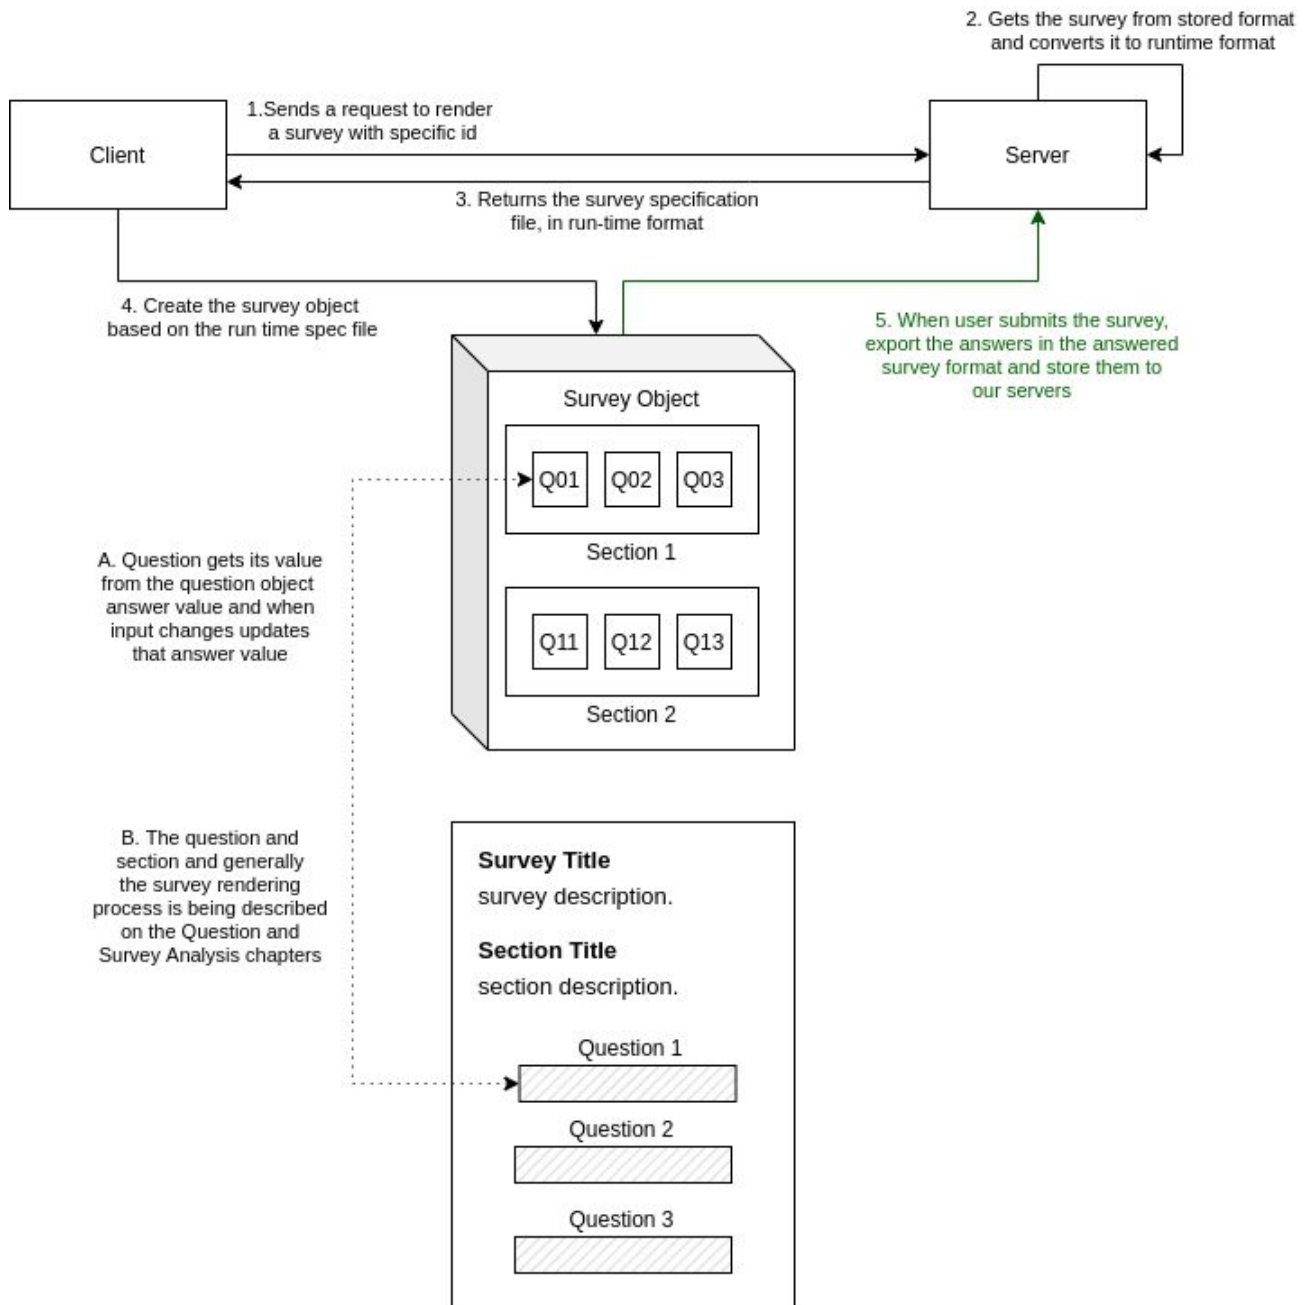 2. Gets the survey from stored format
and converts it to runtime format
1.Sends a request to render
a survey with specific id
Client
Server
3. Returns the survey specification
file, in run-time format
4. Create the survey object
based on the run time spec file
5. When user submits the survey,
export the answers in the answered
survey format and store them to
our servers
Survey Object
Q01 Q02 Q03
Section 1
A. Question gets its value
from the question object
answer value and when
input changes updates
that answer value
Q11 Q12 Q13
Section 2
B. The question and
section and generally
the survey rendering
process is being described
on the Question and
Survey Analysis chapters
Survey Title
survey description.
Section Title
section description.
Question 1
Question 2
Question 3